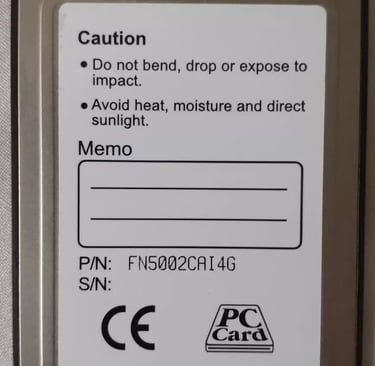 Caution
● Do not bend, drop or expose to
impact.
● Avoid heat, moisture and direct
sunlight.
Memo
P/N: FN5002CAI4G
S/N:
CE
PC
Card